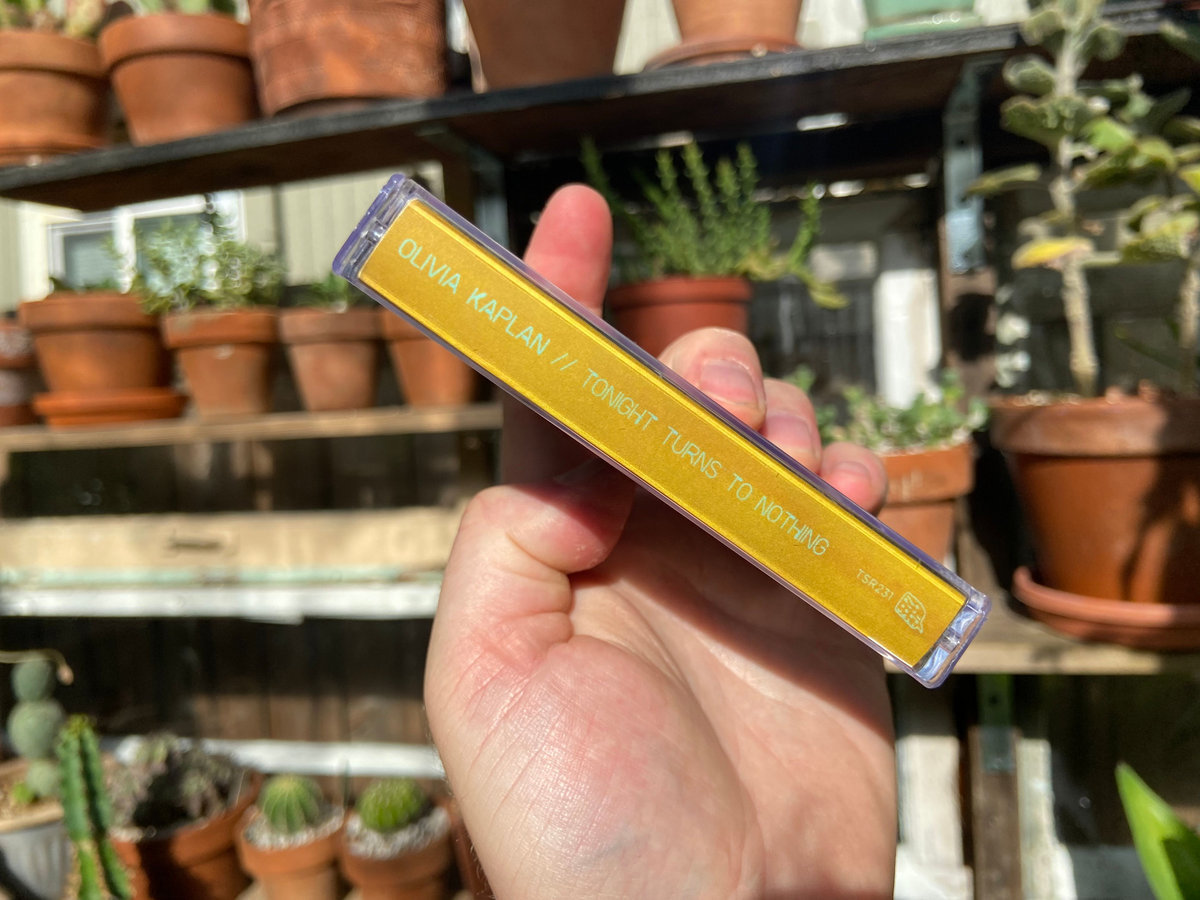 OLIVIA KAPLAN // TONIGHT TURNS TO NOTHING
TSR231